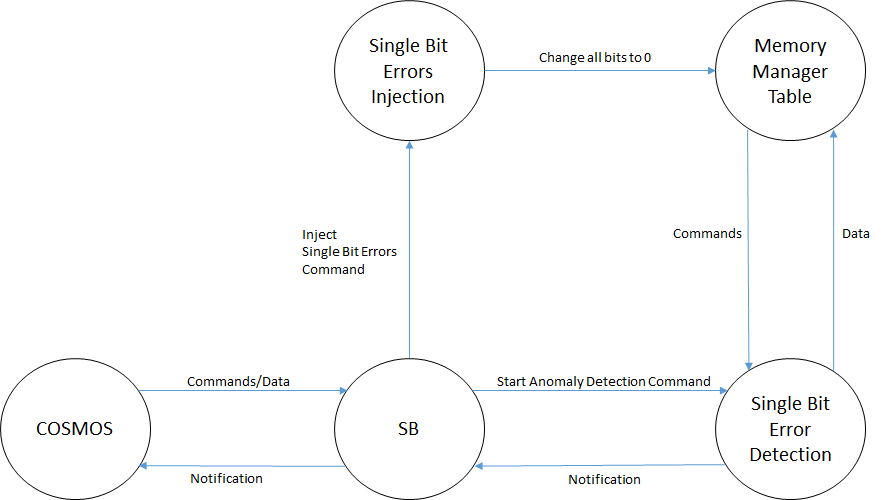 Single Bit
Errors
Injection
Change all bits to 0
Memory
Manager
Table
Inject
Single Bit Errors
Command
Commands
Data
COSMOS
Commands/Data
SB
Start Anomaly Detection Command
Single Bit
Error
Detection
Notification
Notification